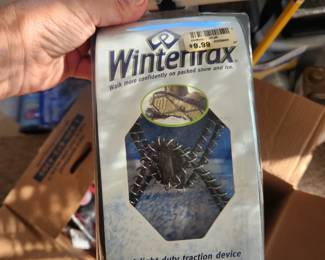 $9.99
Wintertrax
Walk more confidently on packed snow and ice.
light duty traction device